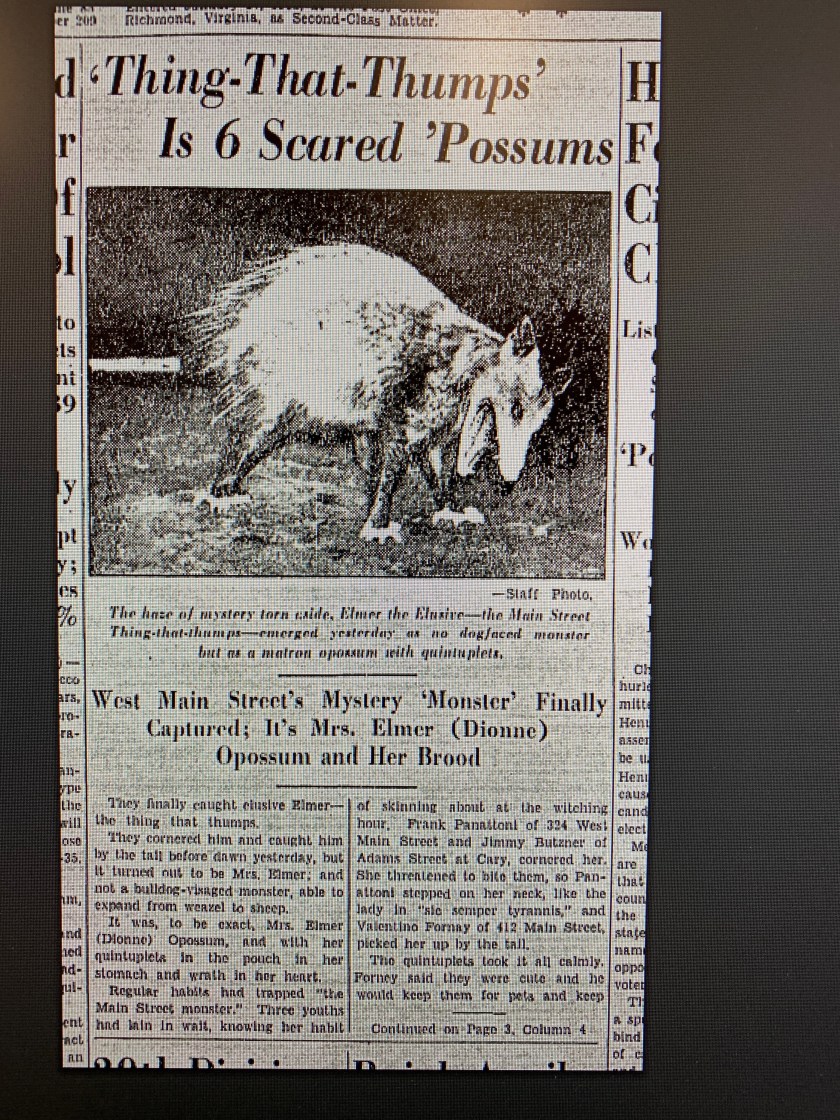 er 209
Richmond, Virginia, as Second-Class Matter.
'Thing-That-Thumps'
Is 6 Scared 'Possums
—Staff Photo.
The haze of mystery torn aside, Elmer the Elusive—the Main Street
Thing-that-thumps—emerged yesterday as no dogfaced monster
but as a matron opossum with quintuplets.
West Main Street's Mystery 'Monster' Finally
Captured; It's Mrs. Elmer (Dionne)
Opossum and Her Brood
They finally caught elusive Elmer—
the thing that thumps.
They cornered him and caught him
by the tail before dawn yesterday, but
it turned out to be Mrs. Elmer; and
not a bulldog-visaged monster, able to
expand from weazel to sheep.
It was, to be exact, Mrs. Elmer
(Dionne) Opossum, and with her
quintuplets in the pouch in her
stomach and wrath in her heart.
Regular habits had trapped "the
Main Street monster." Three youths
had lain in wait, knowing her habit
of skinning about at the witching
hour. Frank Panattoni of 324 West
Main Street and Jimmy Butzner of
Adams Street at Cary, cornered her.
She threatened to bite them, so Pan-
attoni stepped on her neck, like the
lady in "sic semper tyrannis," and
Valentino Fornay of 412 Main Street,
picked her up by the tail.
The quintuplets took it all calmly.
Forney said they were cute and he
would keep them for pets and keep
Continued on Page 3, Column 4